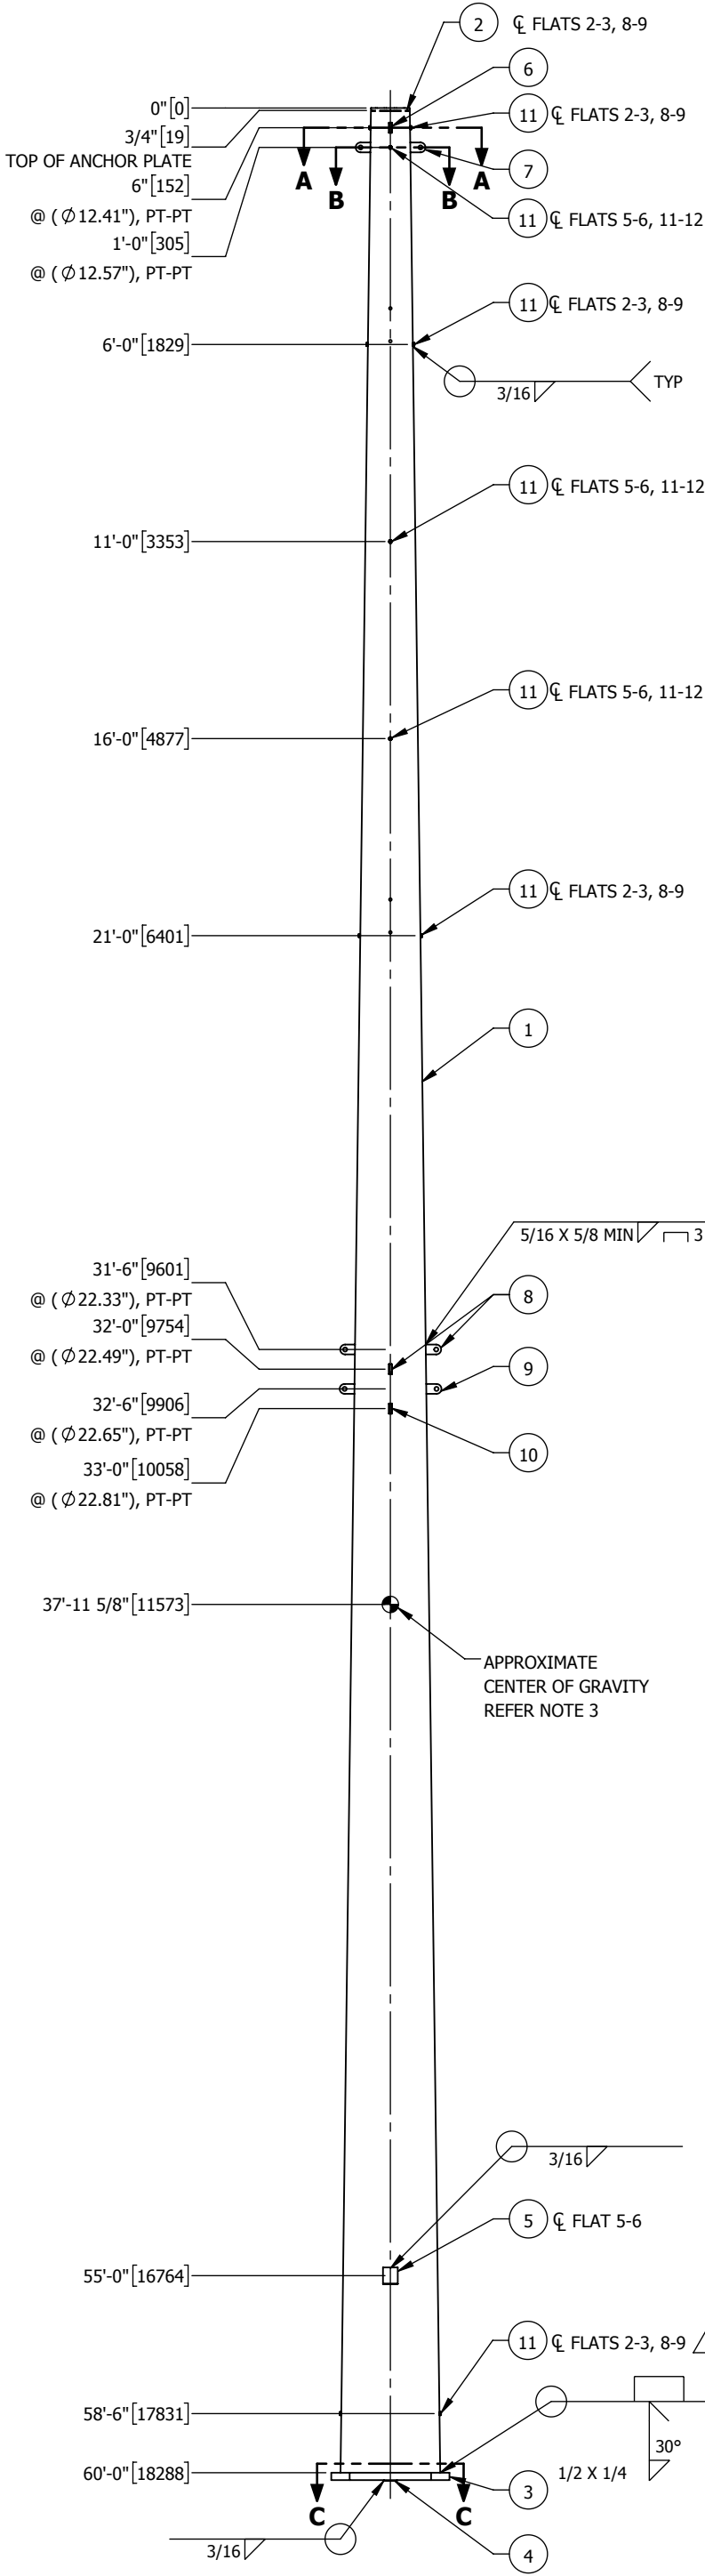 2 ℄ FLATS 2-3, 8-9
6
0" [0]
11 ℄ FLATS 2-3, 8-9
3/4" [19]
TOP OF ANCHOR PLATE
A A
7
6" [152]
B B
@ (Ø12.41"), PT-PT
11 ℄ FLATS 5-6, 11-12
1'-0" [305]
@ (Ø12.57"), PT-PT
11 ℄ FLATS 2-3, 8-9
6'-0" [1829]
3/16 TYP
11 ℄ FLATS 5-6, 11-12
11'-0" [3353]
11 ℄ FLATS 5-6, 11-12
16'-0" [4877]
11 ℄ FLATS 2-3, 8-9
21'-0" [6401]
1
5/16 X 5/8 MIN 3
31'-6" [9601]
@ (Ø22.33"), PT-PT
8
32'-0" [9754]
@ (Ø22.49"), PT-PT
9
32'-6" [9906]
@ (Ø22.65"), PT-PT
10
33'-0" [10058]
@ (Ø22.81"), PT-PT
37'-11 5/8" [11573]
APPROXIMATE
CENTER OF GRAVITY
REFER NOTE 3
3/16
5 ℄ FLAT 5-6
55'-0" [16764]
11 ℄ FLATS 2-3, 8-9
58'-6" [17831]
30°
60'-0" [18288]
1/2 X 1/4
3
C C
3/16
4